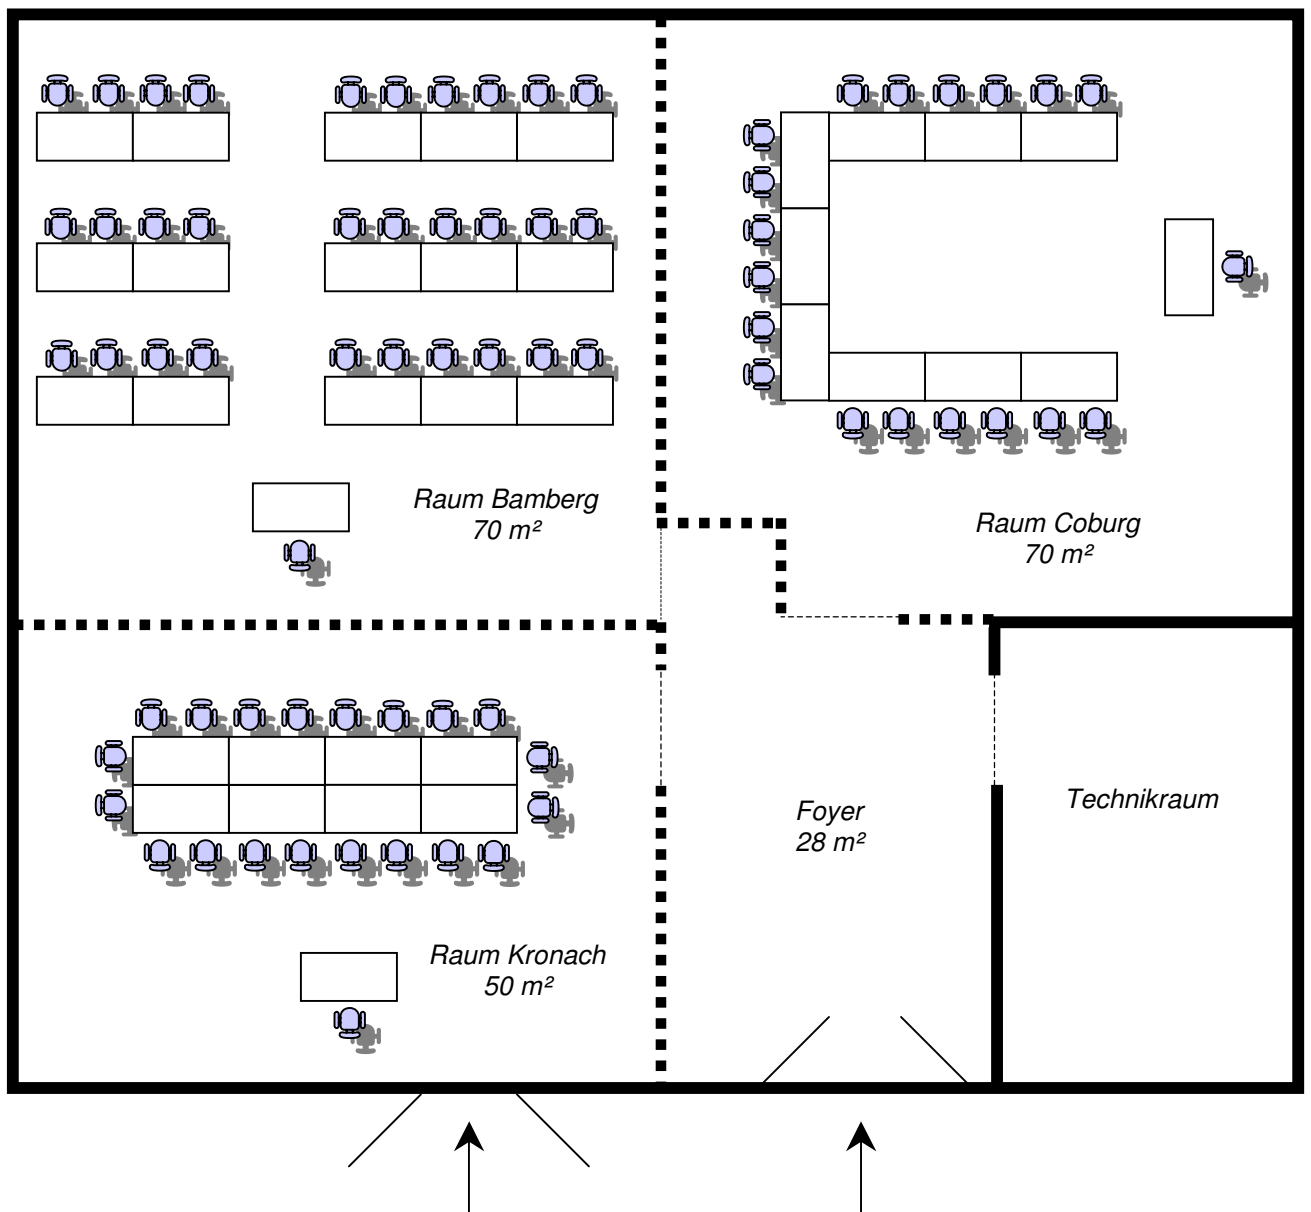 Raum Bamberg
70 m²
Raum Coburg
70 m²
Foyer
28 m²
Technikraum
Raum Kronach
50 m²